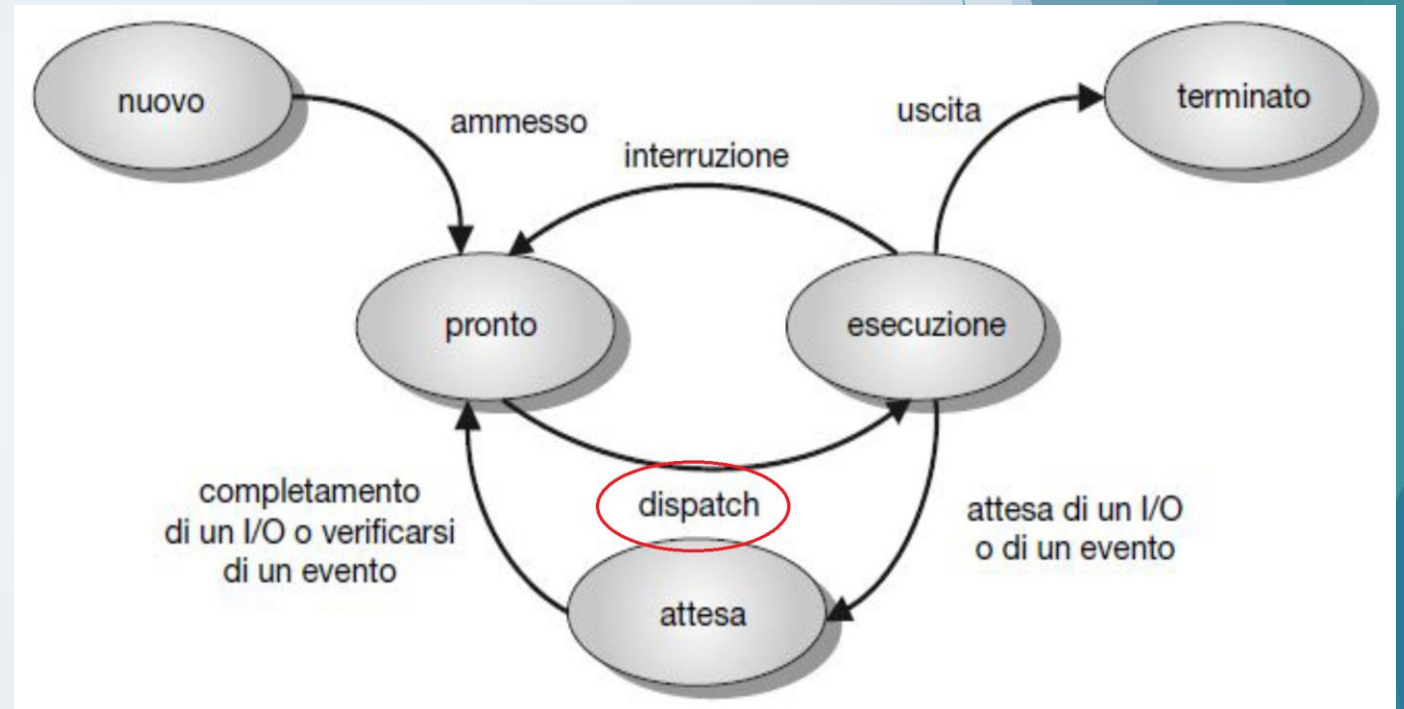 nuovo
terminato
ammesso
uscita
interruzione
pronto
esecuzione
completamento
di un I/O o verificarsi
di un evento
dispatch
attesa di un I/O
o di un evento
attesa